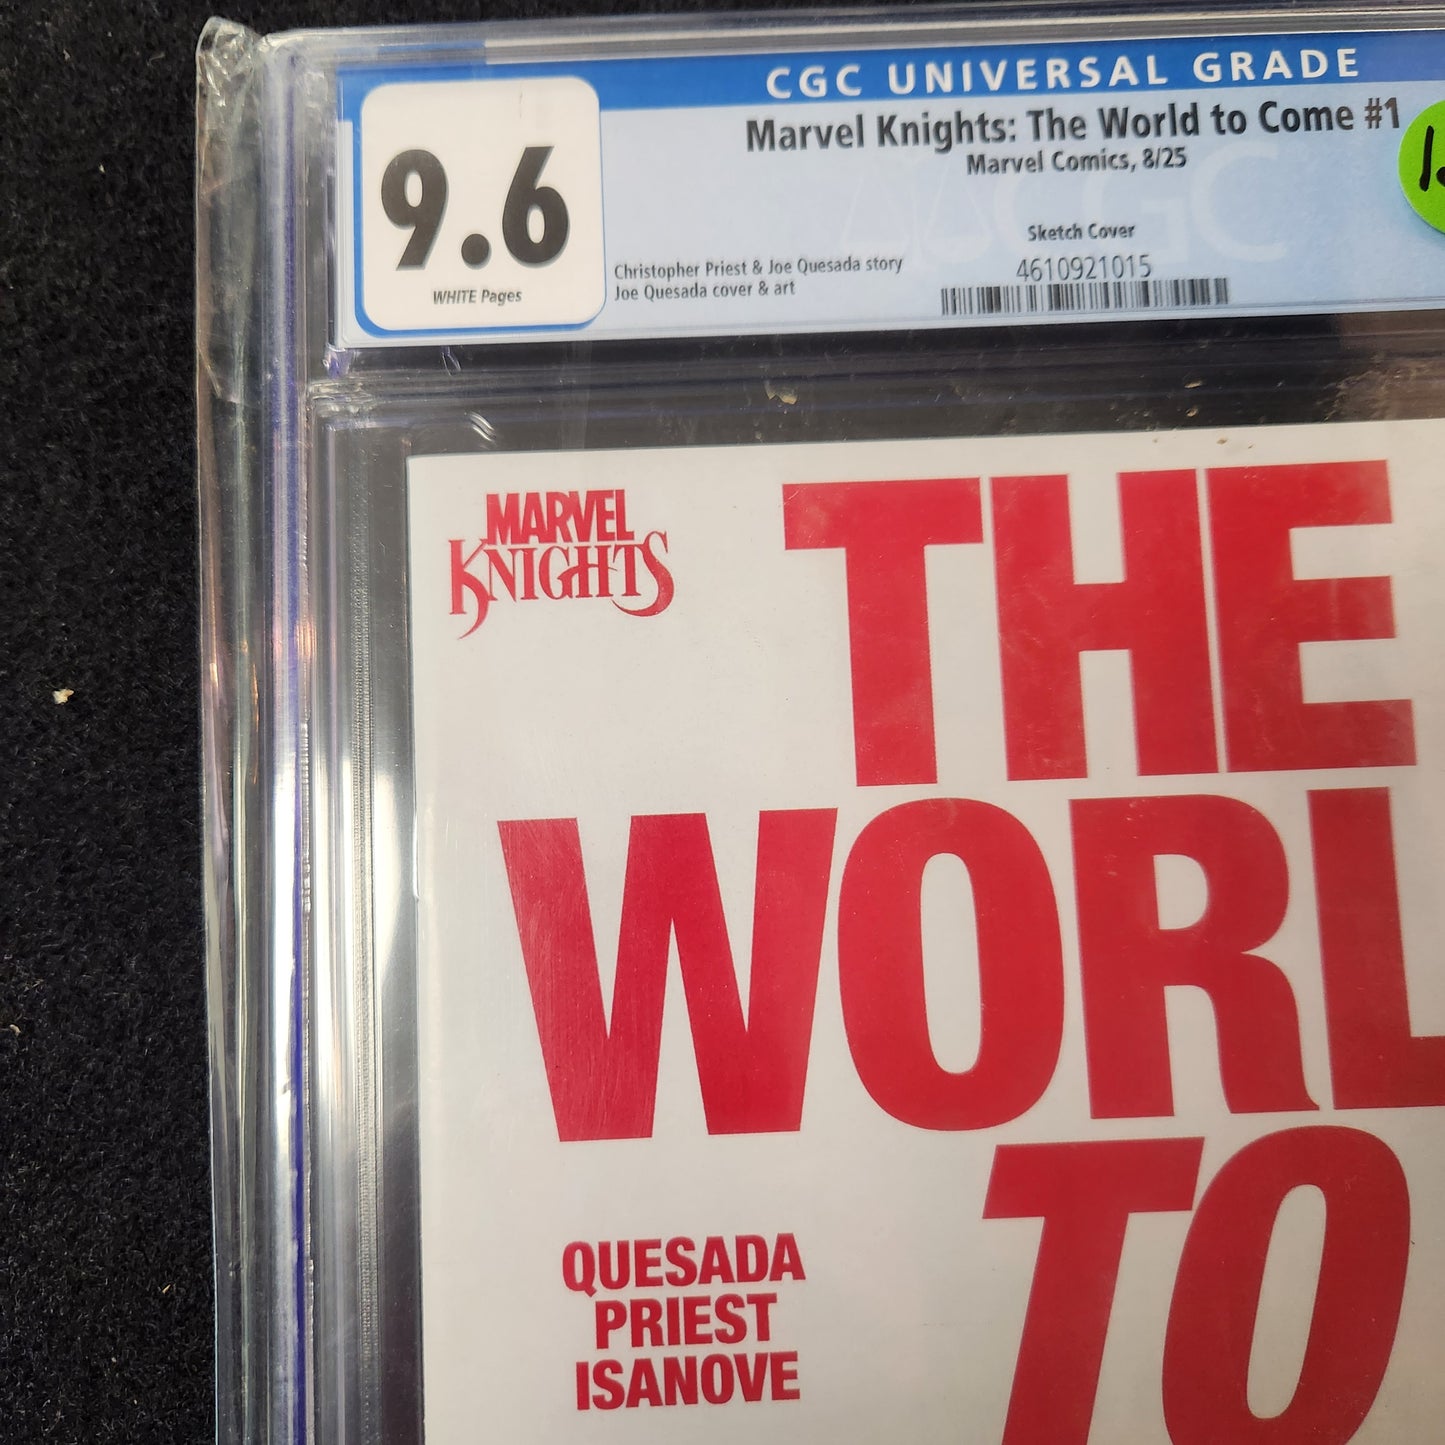 CGC UNIVERSAL GRADE
9.6
WHITE Pages
Marvel Knights: The World to Come #1
Marvel Comics, 8/25
Sketch Cover
Christopher Priest & Joe Quesada story
Joe Quesada cover & art
4610921015
CGC
MARVEL
KNIGHTS
THE
WORL
TO
QUESADA
PRIEST
ISANOVE